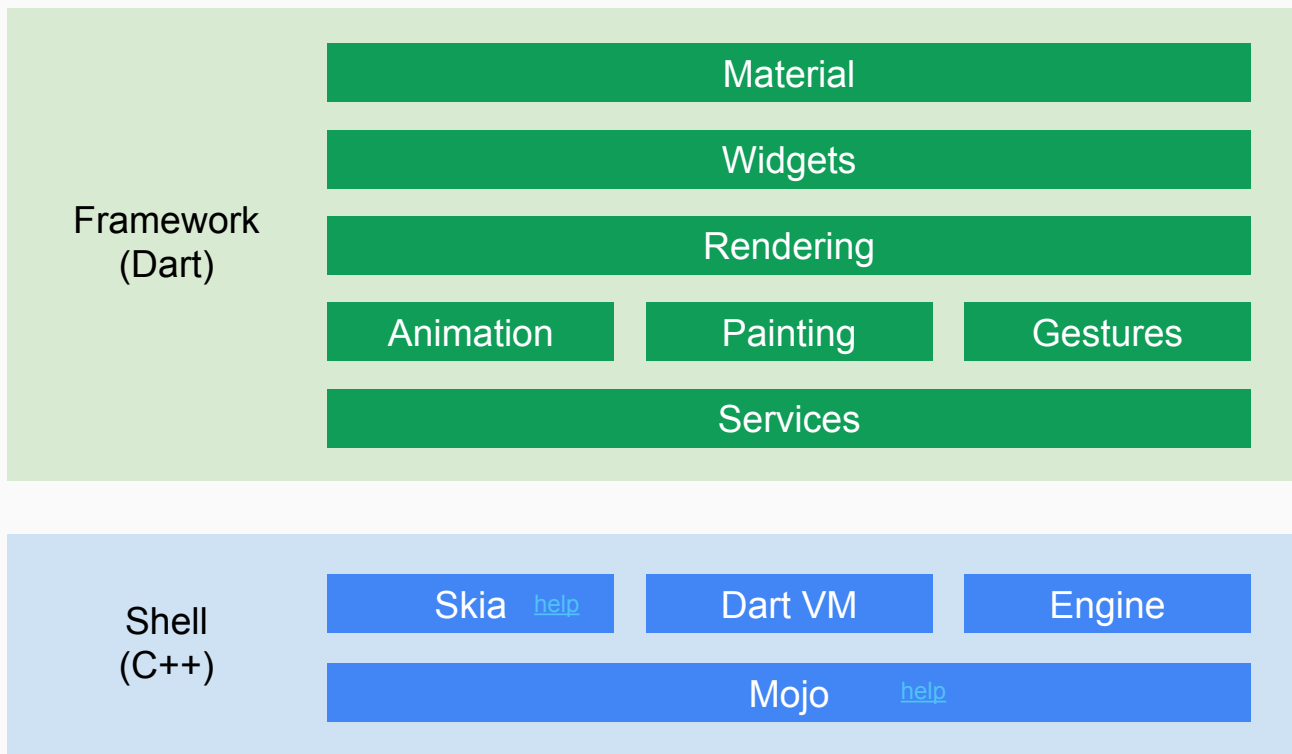 Material
Widgets
Framework
(Dart)
Rendering
Animation Painting Gestures
Services
Shell
(C++)
Skia help Dart VM Engine
Mojo help